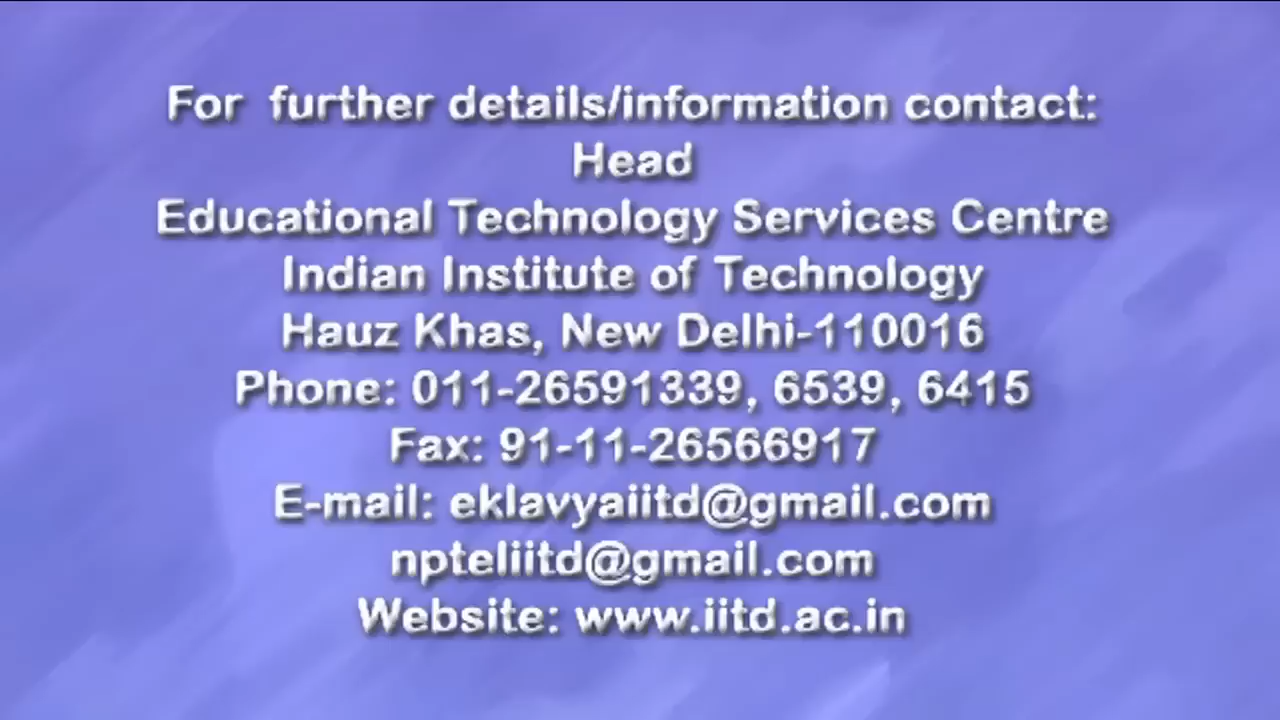 For further details/information contact:
Head
Educational Technology Services Centre
Indian Institute of Technology
Hauz Khas, New Delhi-110016
Phone: 011-26591339, 6539, 6415
Fax: 91-11-26566917
E-mail: eklavyaiitd@gmail.com
npteliitd@gmail.com
Website: www.iitd.ac.in